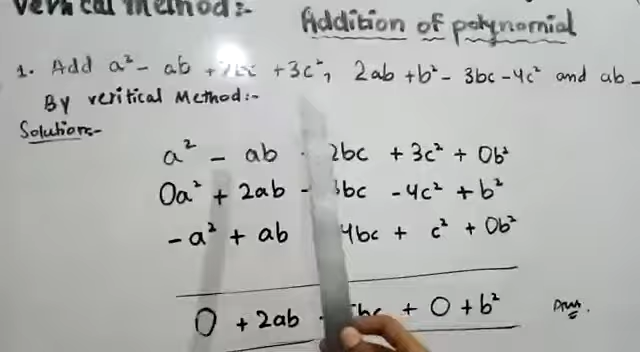 Vertical Method:-
Addition of polynomial
1. Add a² - ab + 2bc + 3c², 2ab + b² - 3bc - 4c² and ab -
By veritical Method:-
Solution:-
a² - ab 2bc + 3c² + 0b²
0a² + 2ab - 3bc - 4c² + b²
-a² + ab 4bc + c² + 0b²
0 + 2ab bc + 0 + b² Ans.